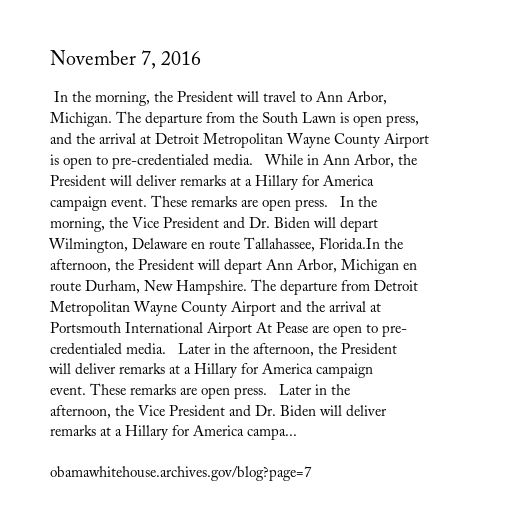 November 7, 2016
In the morning, the President will travel to Ann Arbor,
Michigan. The departure from the South Lawn is open press,
and the arrival at Detroit Metropolitan Wayne County Airport
is open to pre-credentialed media.   While in Ann Arbor, the
President will deliver remarks at a Hillary for America
campaign event. These remarks are open press.   In the
morning, the Vice President and Dr. Biden will depart
Wilmington, Delaware en route Tallahassee, Florida.In the
afternoon, the President will depart Ann Arbor, Michigan en
route Durham, New Hampshire. The departure from Detroit
Metropolitan Wayne County Airport and the arrival at
Portsmouth International Airport At Pease are open to pre-
credentialed media.   Later in the afternoon, the President
will deliver remarks at a Hillary for America campaign
event. These remarks are open press.   Later in the
afternoon, the Vice President and Dr. Biden will deliver
remarks at a Hillary for America campa...
obamawhitehouse.archives.gov/blog?page=7